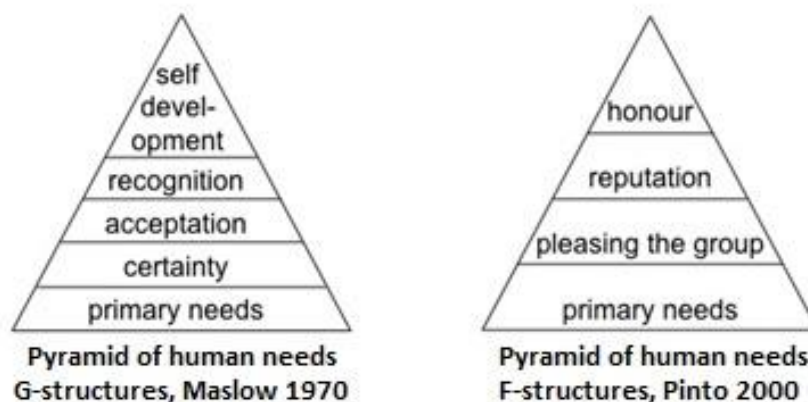 self
devel-
opment
recognition
acceptation
certainty
primary needs
Pyramid of human needs
G-structures, Maslow 1970
honour
reputation
pleasing the group
primary needs
Pyramid of human needs
F-structures, Pinto 2000